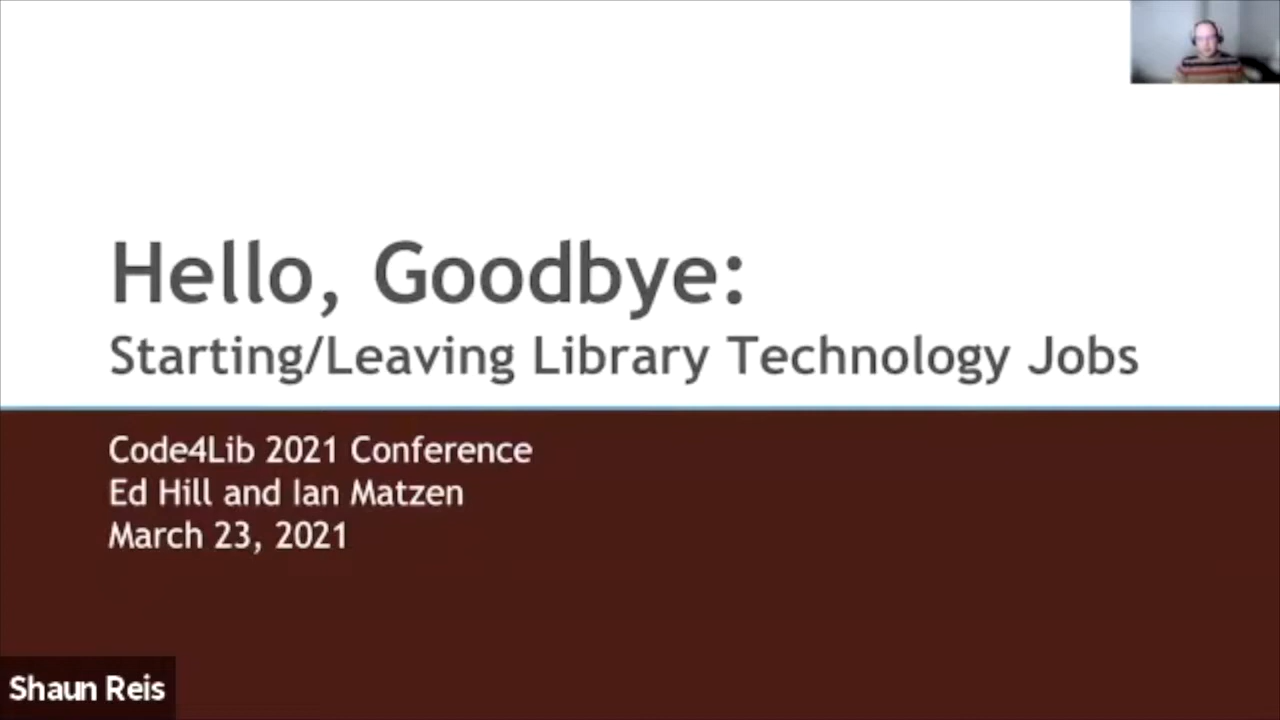 Hello, Goodbye:
Starting/Leaving Library Technology Jobs
Code4Lib 2021 Conference
Ed Hill and Ian Matzen
March 23, 2021
Shaun Reis